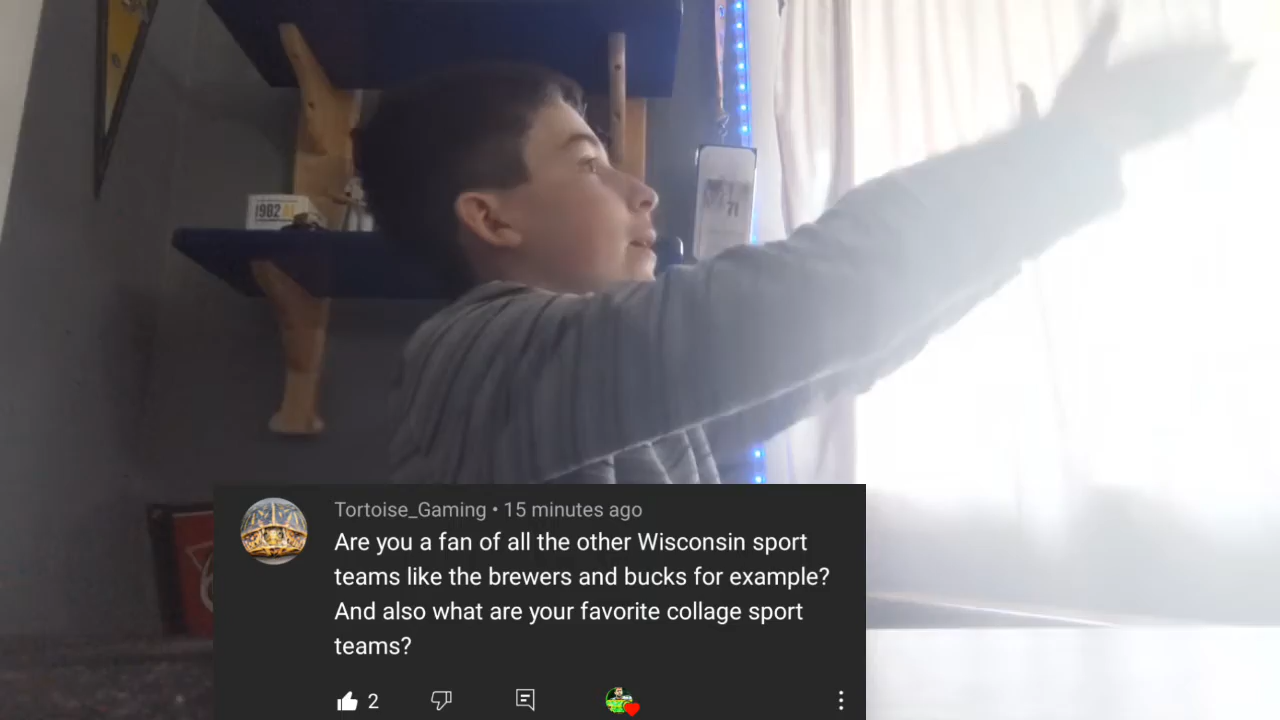 1982
Tortoise_Gaming • 15 minutes ago
Are you a fan of all the other Wisconsin sport
teams like the brewers and bucks for example?
And also what are your favorite collage sport
teams?
2